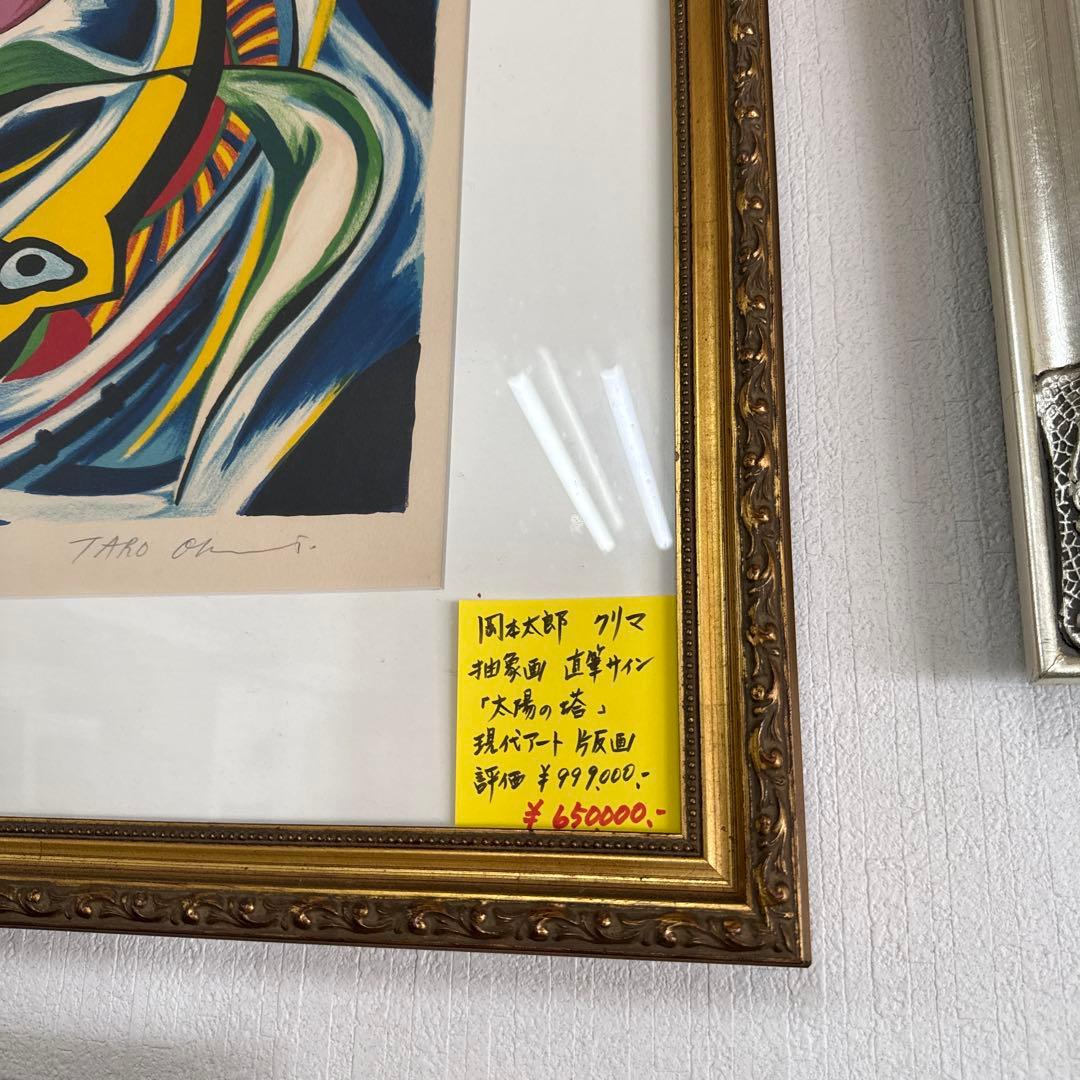 TARO
岡本太郎 クリマ
抽象画 直筆サイン
「太陽の塔」
現代アート 版画
評価 ¥999,000.-
¥650000.-